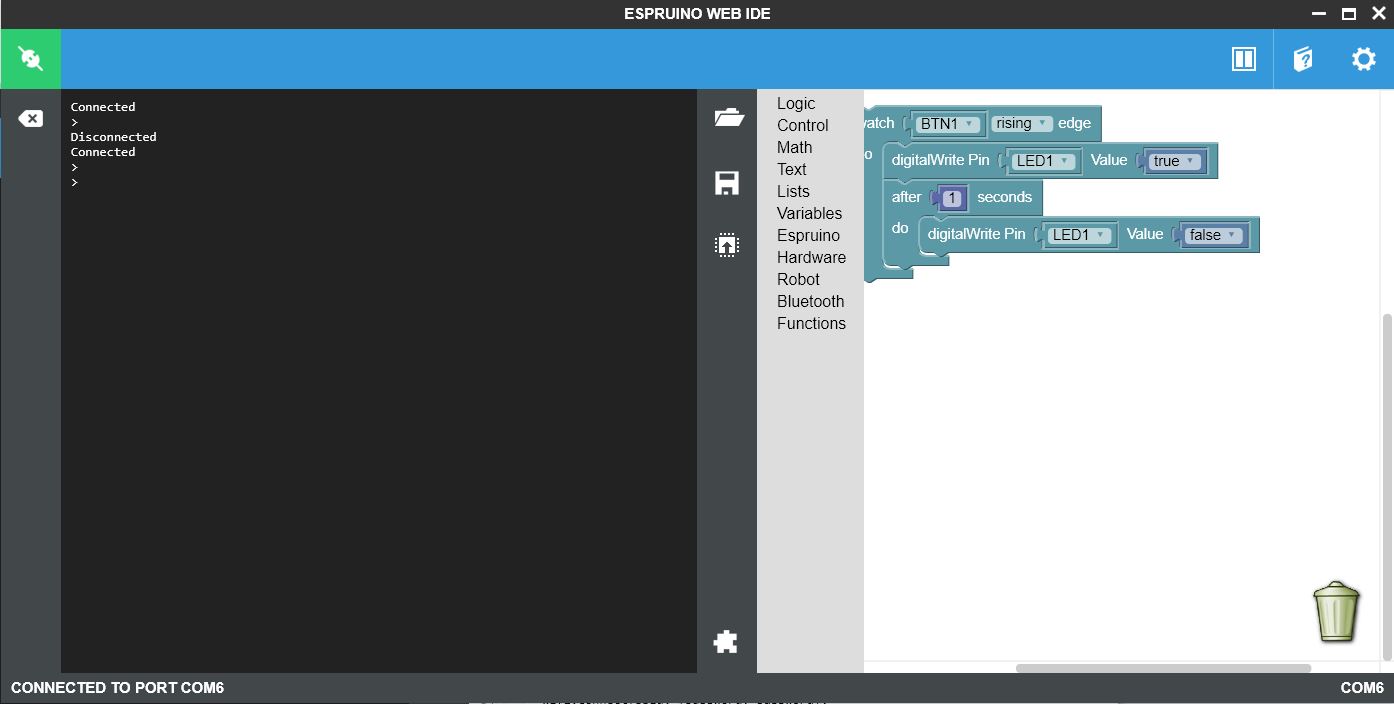 ESPRUINO WEB IDE
Connected
>
Disconnected
Connected
>
>
Logic
Control
Math
Text
Lists
Variables
Espruino
Hardware
Robot
Bluetooth
Functions
atch BTN1 rising edge
o digitalWrite Pin LED1 Value true
after 1 seconds
do digitalWrite Pin LED1 Value false
CONNECTED TO PORT COM6
COM6